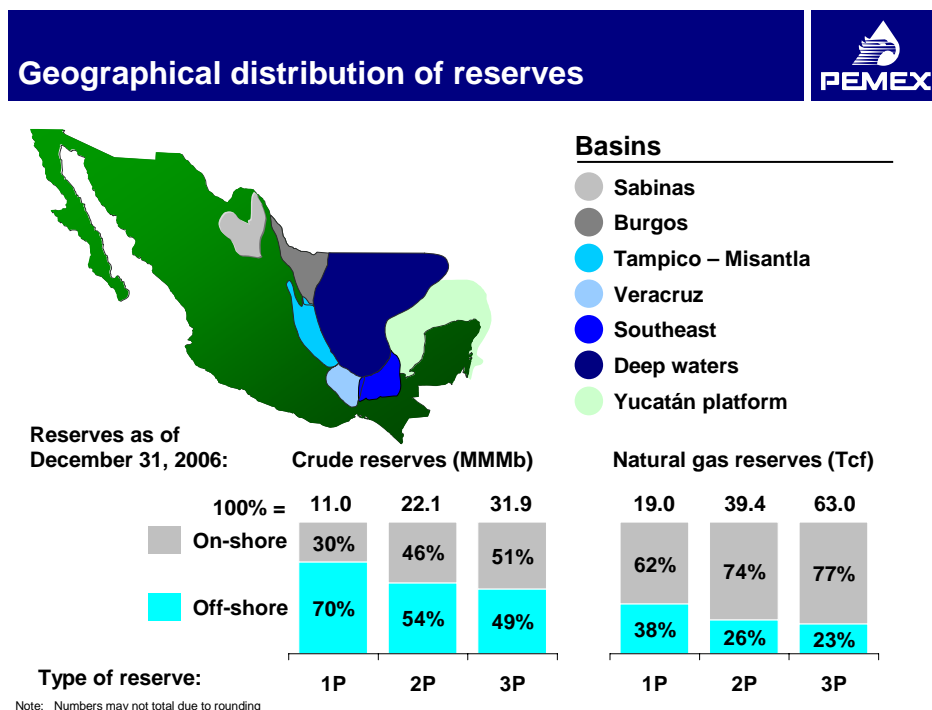 Geographical distribution of reserves
PEMEX
Basins
Sabinas
Burgos
Tampico – Misantla
Veracruz
Southeast
Deep waters
Yucatán platform
Reserves as of
December 31, 2006:
Crude reserves (MMMb)
Natural gas reserves (Tcf)
100% = 11.0 22.1 31.9 19.0 39.4 63.0
On-shore 30% 46% 51% 62% 74% 77%
Off-shore 70% 54% 49% 38% 26% 23%
Type of reserve: 1P 2P 3P 1P 2P 3P
Note: Numbers may not total due to rounding